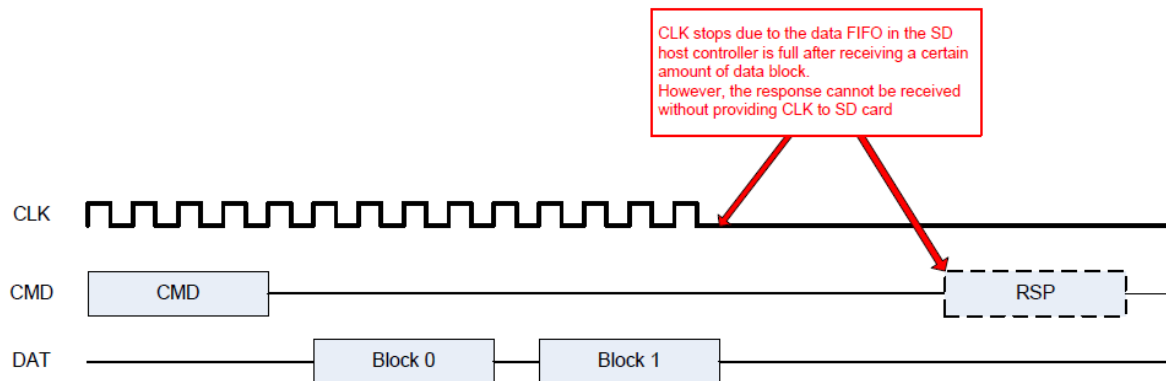 CLK stops due to the data FIFO in the SD
host controller is full after receiving a certain
amount of data block.
However, the response cannot be received
without providing CLK to SD card
CLK
CMD
CMD
RSP
DAT
Block 0
Block 1